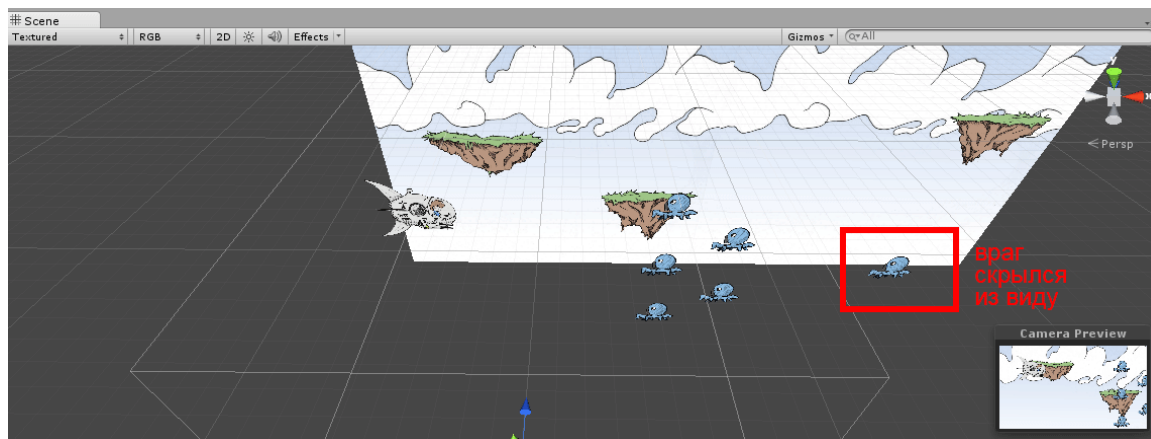 Scene
Textured RGB 2D Effects Gizmos All
Persp
враг
скрылся
из виду
Camera Preview